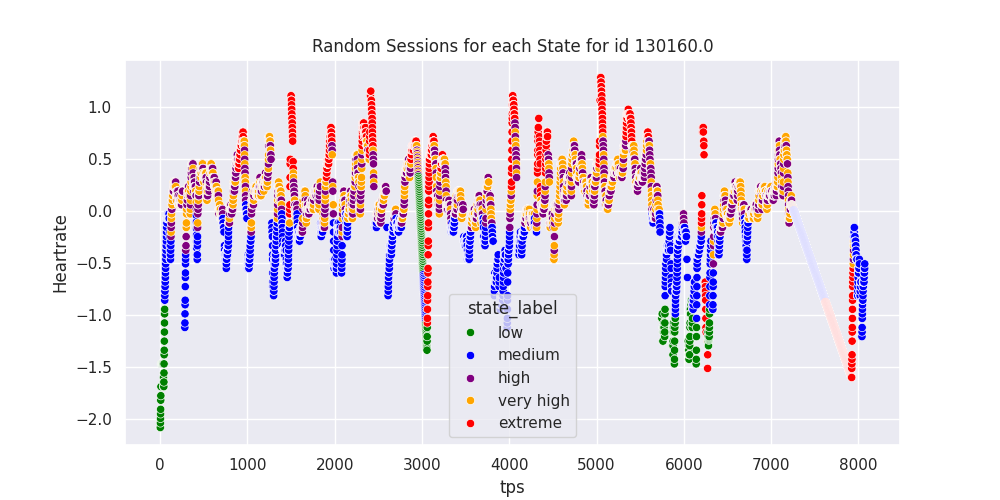 Random Sessions for each State for id 130160.0
Heartrate
1.0
0.5
0.0
−0.5
−1.0
−1.5
−2.0
state_label
low
medium
high
very high
extreme
0 1000 2000 3000 4000 5000 6000 7000 8000
tps